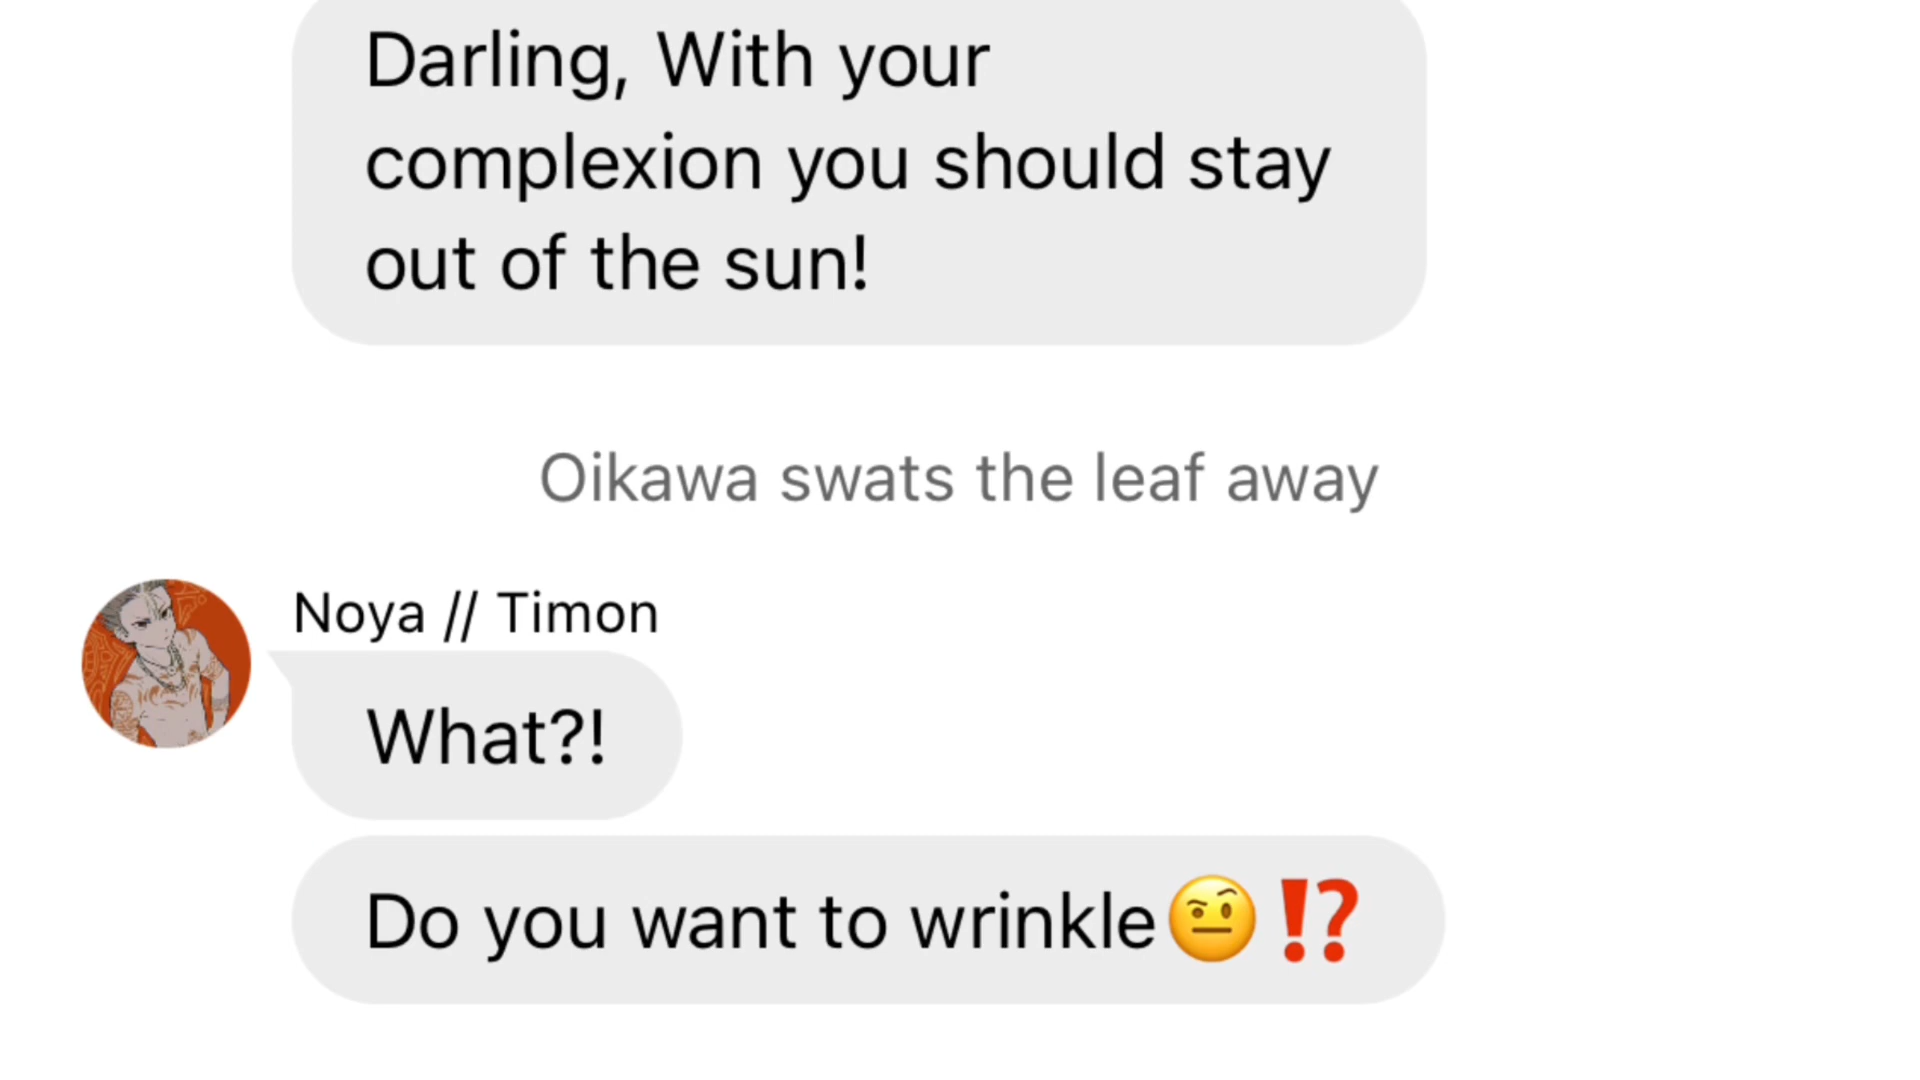 Darling, With your
complexion you should stay
out of the sun!
Oikawa swats the leaf away
Noya // Timon
What?!
Do you want to wrinkle🤨⁉️